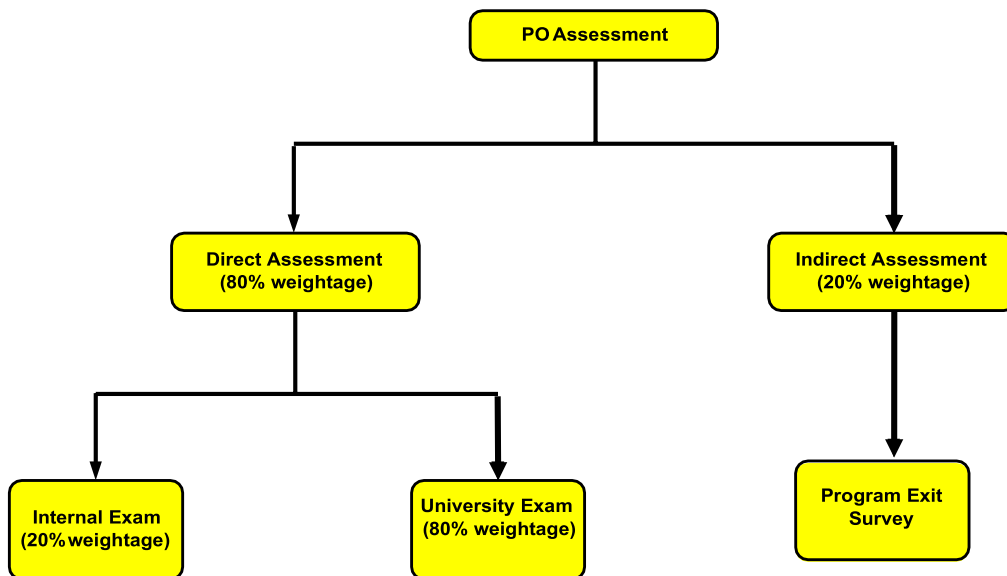 PO Assessment
Direct Assessment
(80% weightage)
Indirect Assessment
(20% weightage)
Internal Exam
(20% weightage)
University Exam
(80% weightage)
Program Exit
Survey